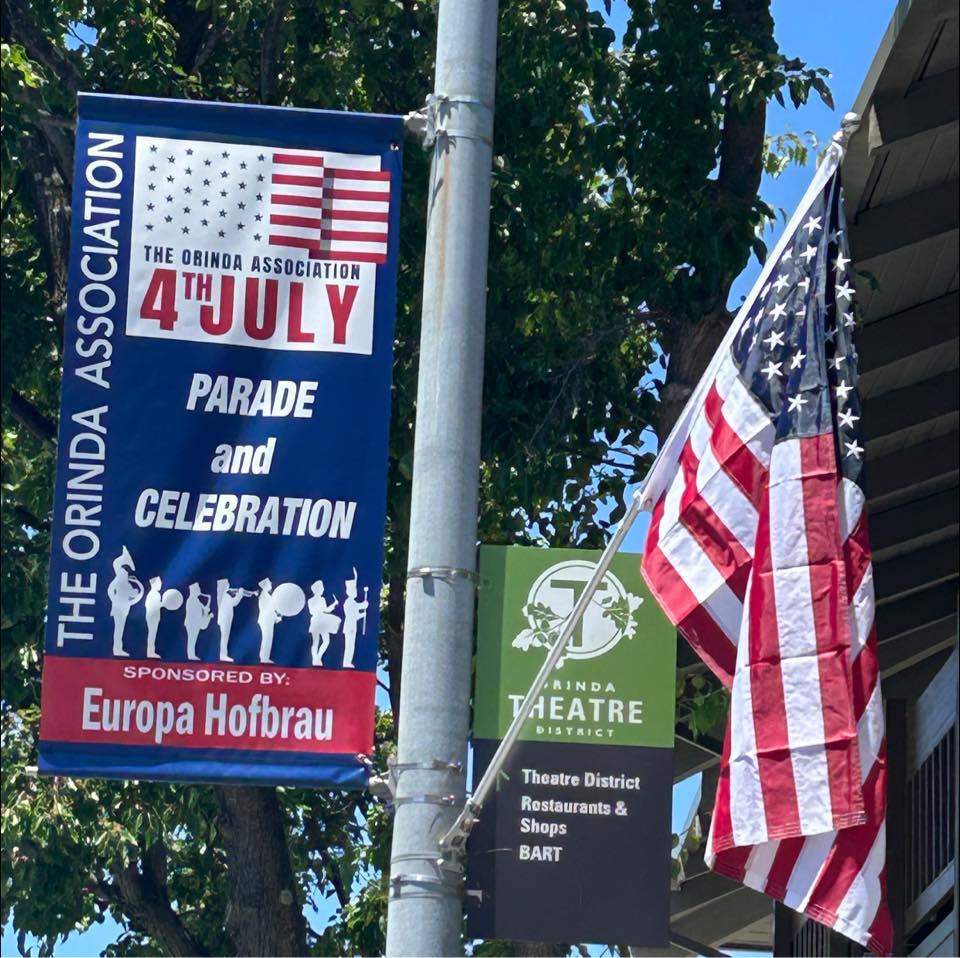 THE ORINDA ASSOCIATION
THE ORINDA ASSOCIATION
4TH JULY
PARADE
and
CELEBRATION
SPONSORED BY:
Europa Hofbrau
T
ORINDA
THEATRE
DISTRICT
Theatre District
Restaurants &
Shops
BART